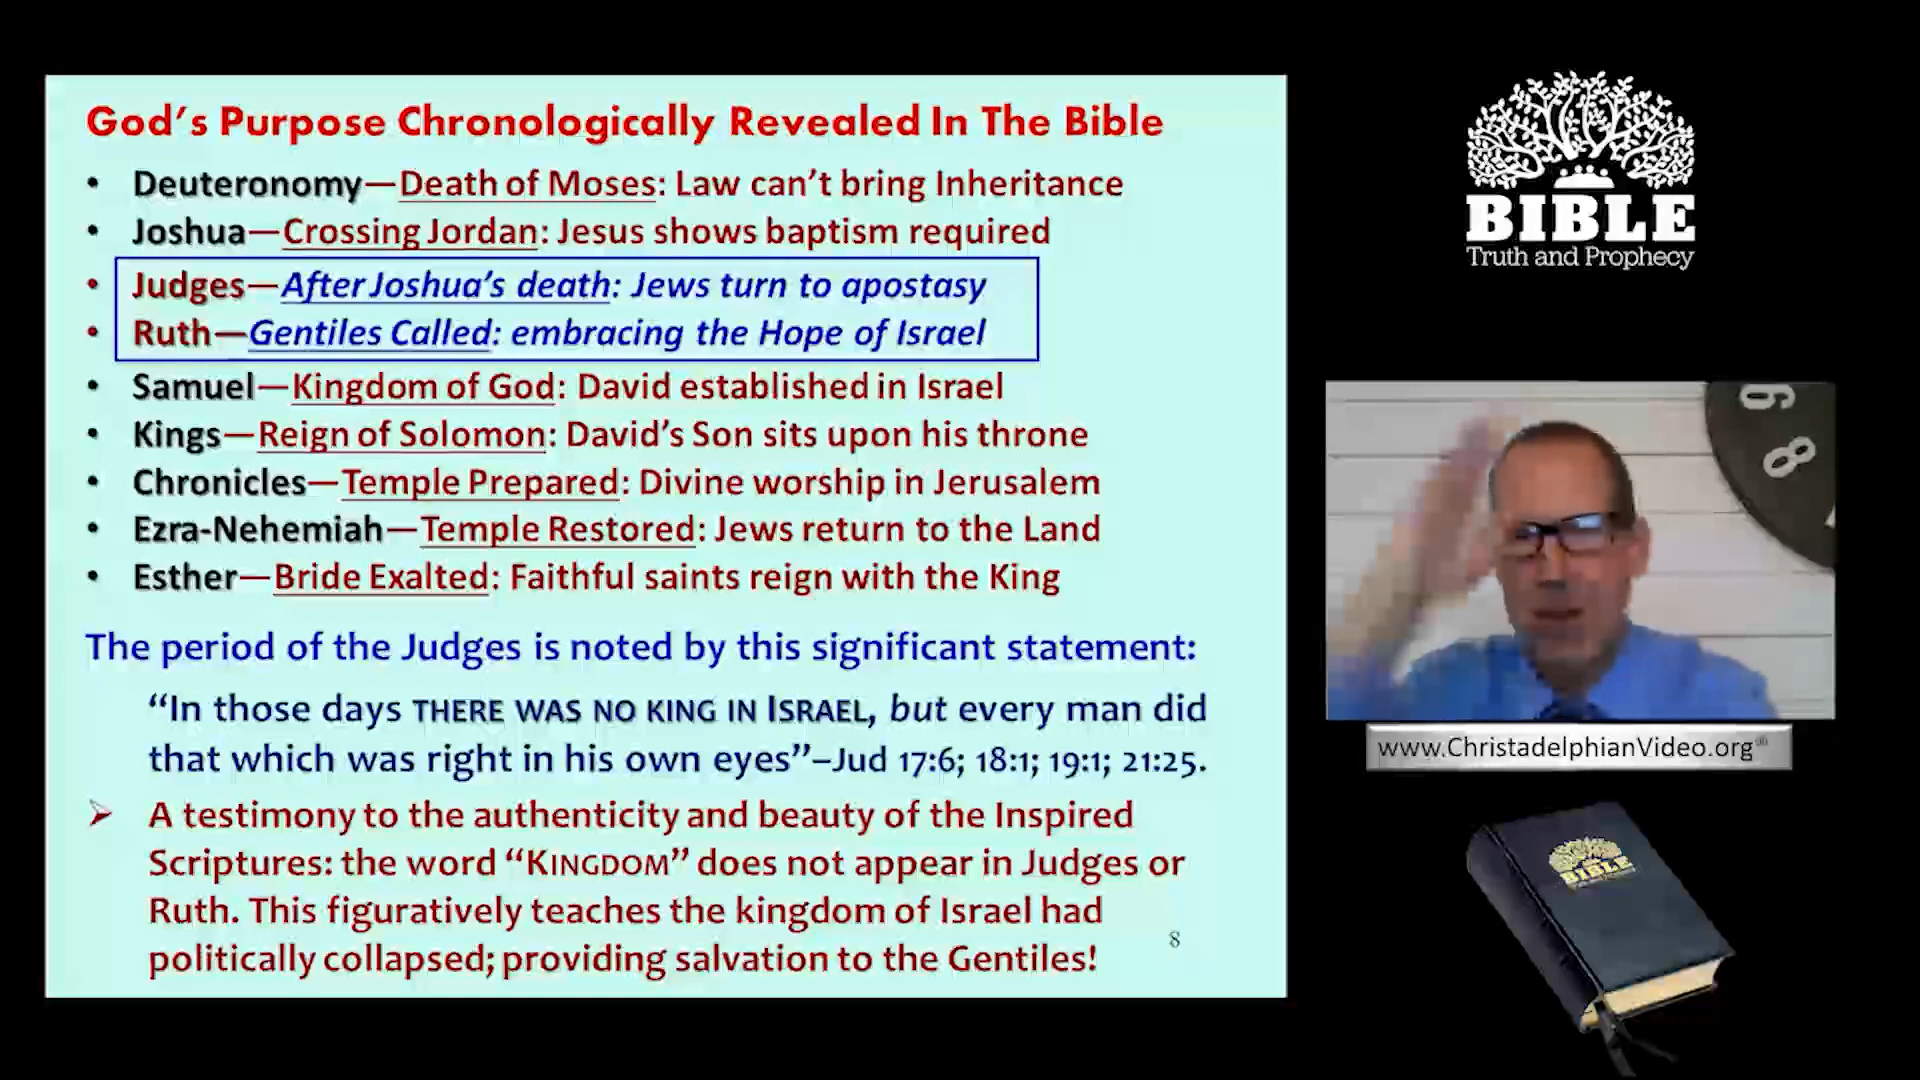 God's Purpose Chronologically Revealed In The Bible
• Deuteronomy—Death of Moses: Law can't bring Inheritance
• Joshua—Crossing Jordan: Jesus shows baptism required
• Judges—After Joshua's death: Jews turn to apostasy
• Ruth—Gentiles Called: embracing the Hope of Israel
• Samuel—Kingdom of God: David established in Israel
• Kings—Reign of Solomon: David's Son sits upon his throne
• Chronicles—Temple Prepared: Divine worship in Jerusalem
• Ezra-Nehemiah—Temple Restored: Jews return to the Land
• Esther—Bride Exalted: Faithful saints reign with the King
The period of the Judges is noted by this significant statement:
“In those days THERE WAS NO KING IN ISRAEL, but every man did
that which was right in his own eyes”–Jud 17:6; 18:1; 19:1; 21:25.
➢ A testimony to the authenticity and beauty of the Inspired
Scriptures: the word “KINGDOM” does not appear in Judges or
Ruth. This figuratively teaches the kingdom of Israel had
politically collapsed; providing salvation to the Gentiles!
8
BIBLE
Truth and Prophecy
6
8
www.ChristadelphianVideo.org
BIBLE